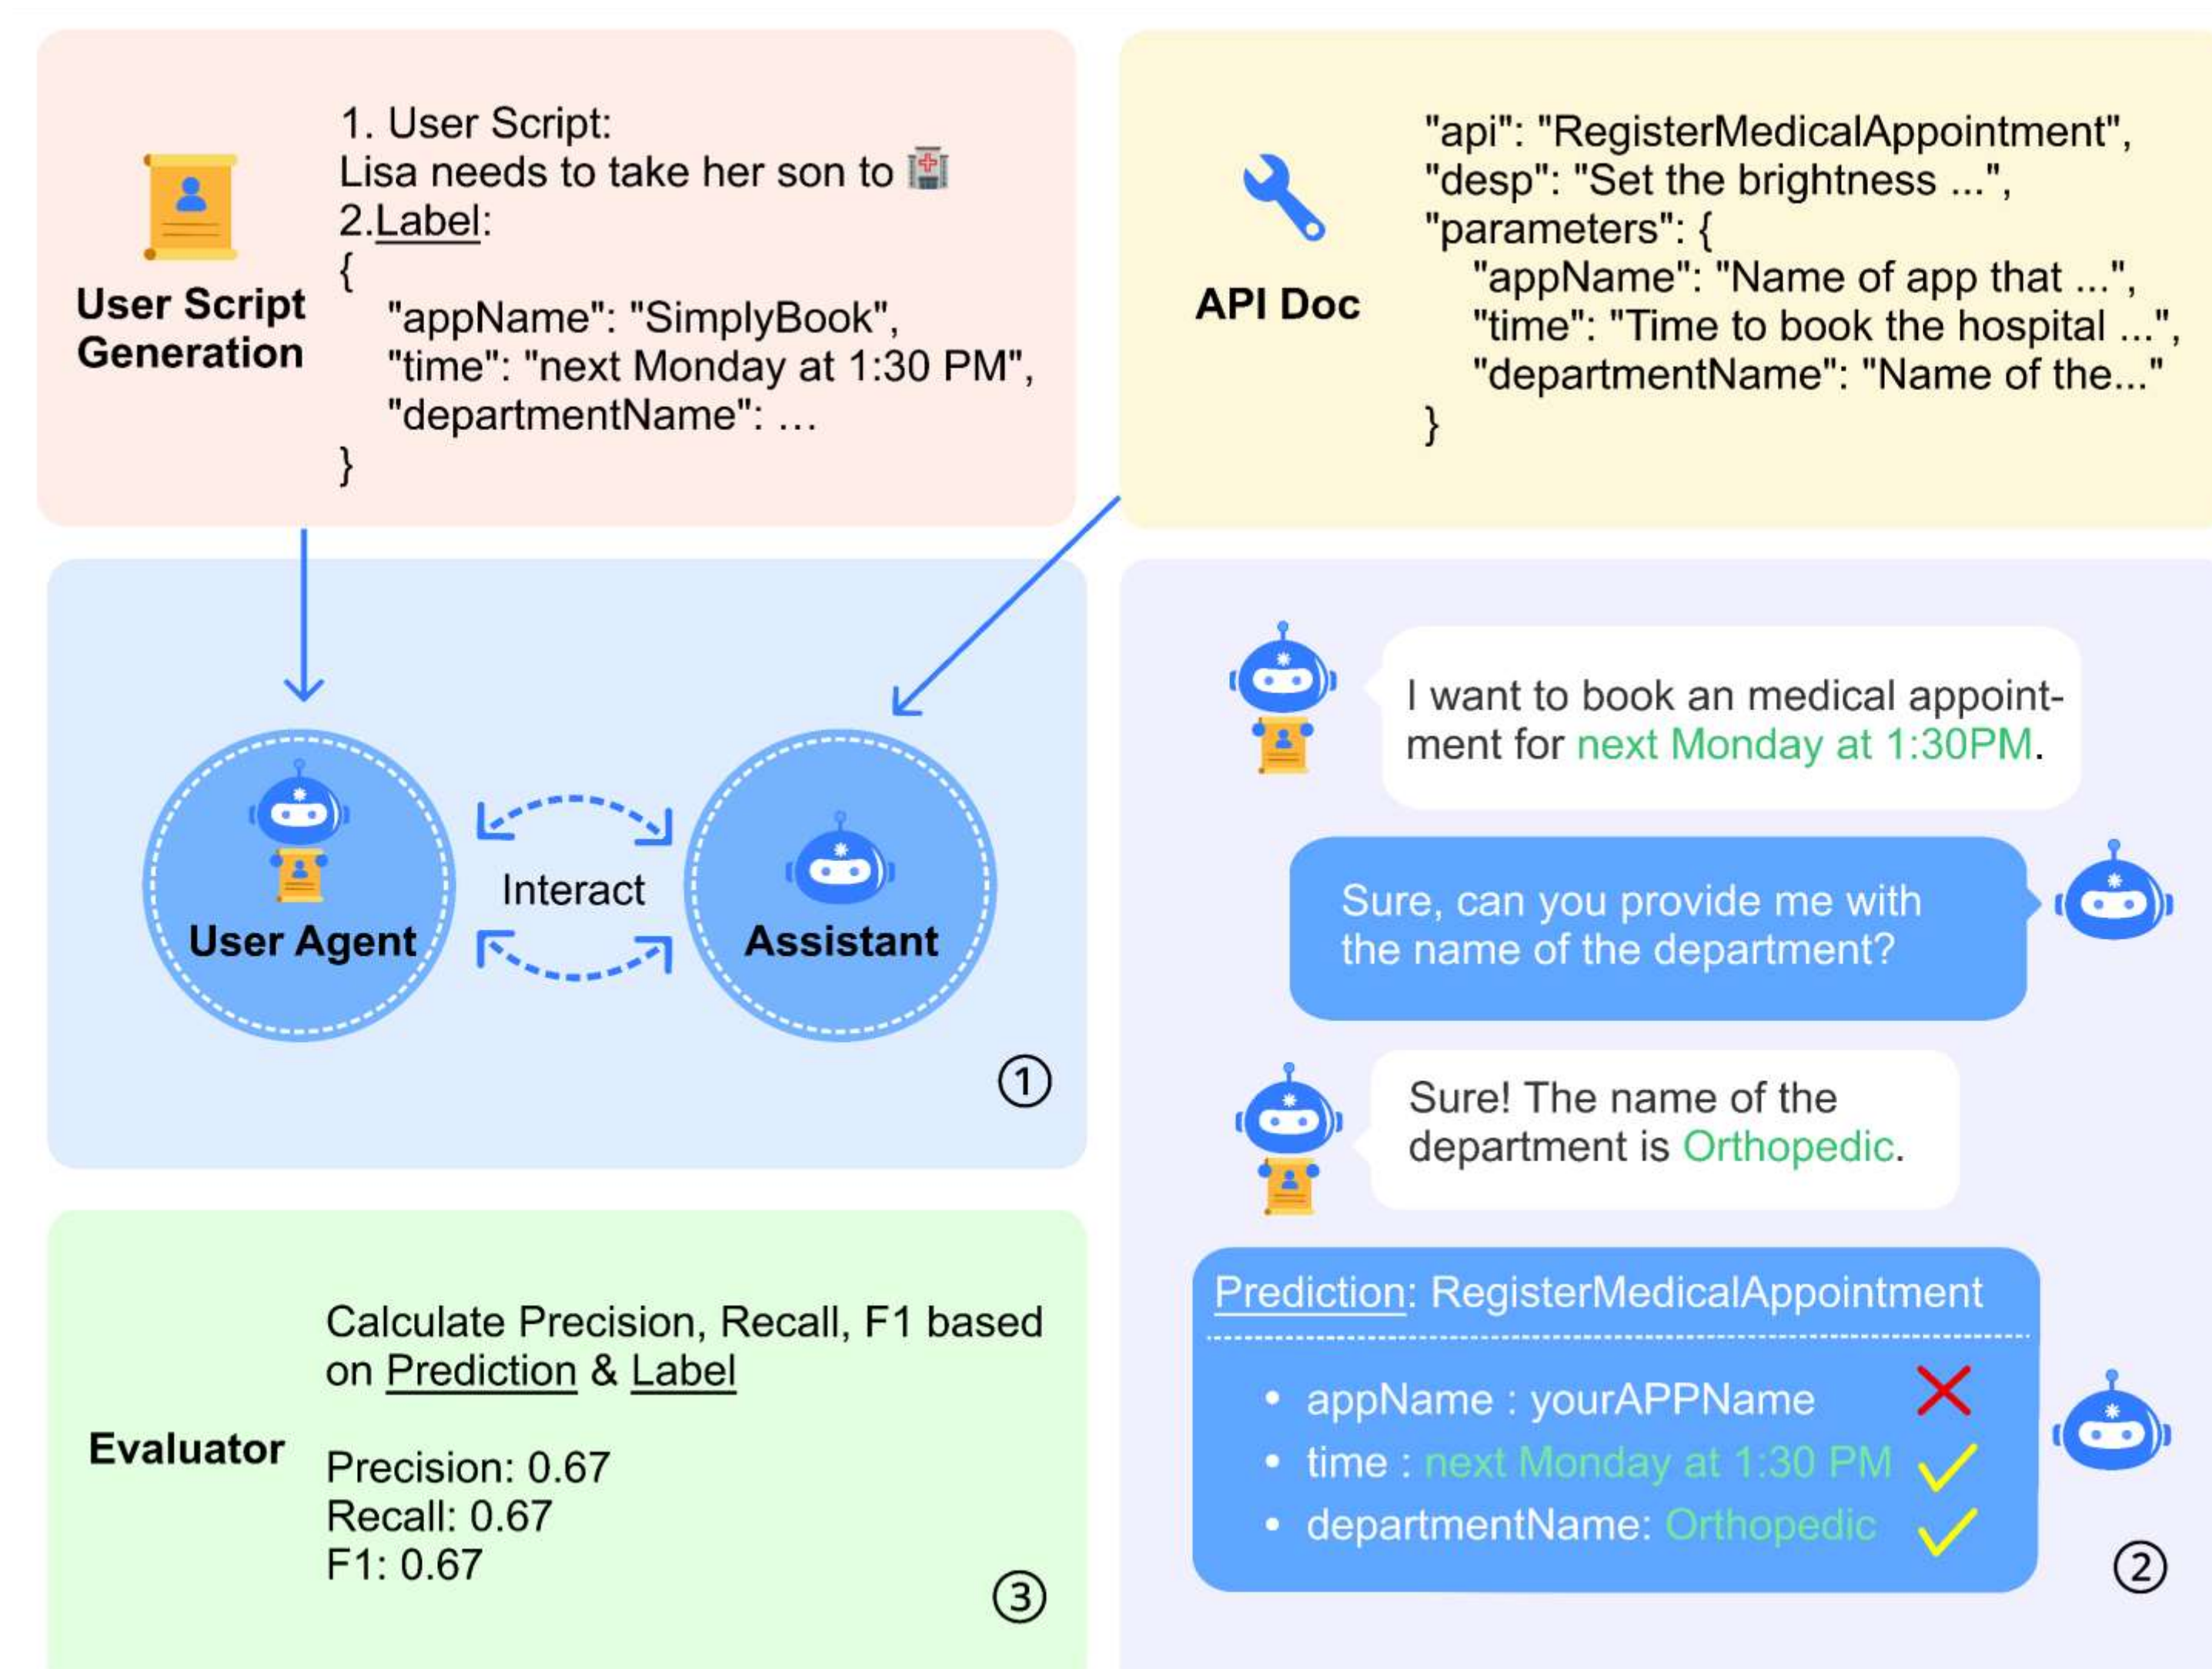 1. User Script:
Lisa needs to take her son to
2.Label:
{
"appName": "SimplyBook",
"time": "next Monday at 1:30 PM",
"departmentName": ...
}
User Script
Generation
"api": "RegisterMedicalAppointment",
"desp": "Set the brightness ...",
"parameters": {
"appName": "Name of app that ...",
"time": "Time to book the hospital ...",
"departmentName": "Name of the..."
}
API Doc
User Agent
Interact
Assistant
①
I want to book an medical appoint-
ment for next Monday at 1:30PM.
Sure, can you provide me with
the name of the department?
Sure! The name of the
department is Orthopedic.
Prediction: RegisterMedicalAppointment
• appName : yourAPPName
• time : next Monday at 1:30 PM
• departmentName: Orthopedic
②
Evaluator
Calculate Precision, Recall, F1 based
on Prediction & Label
Precision: 0.67
Recall: 0.67
F1: 0.67
③